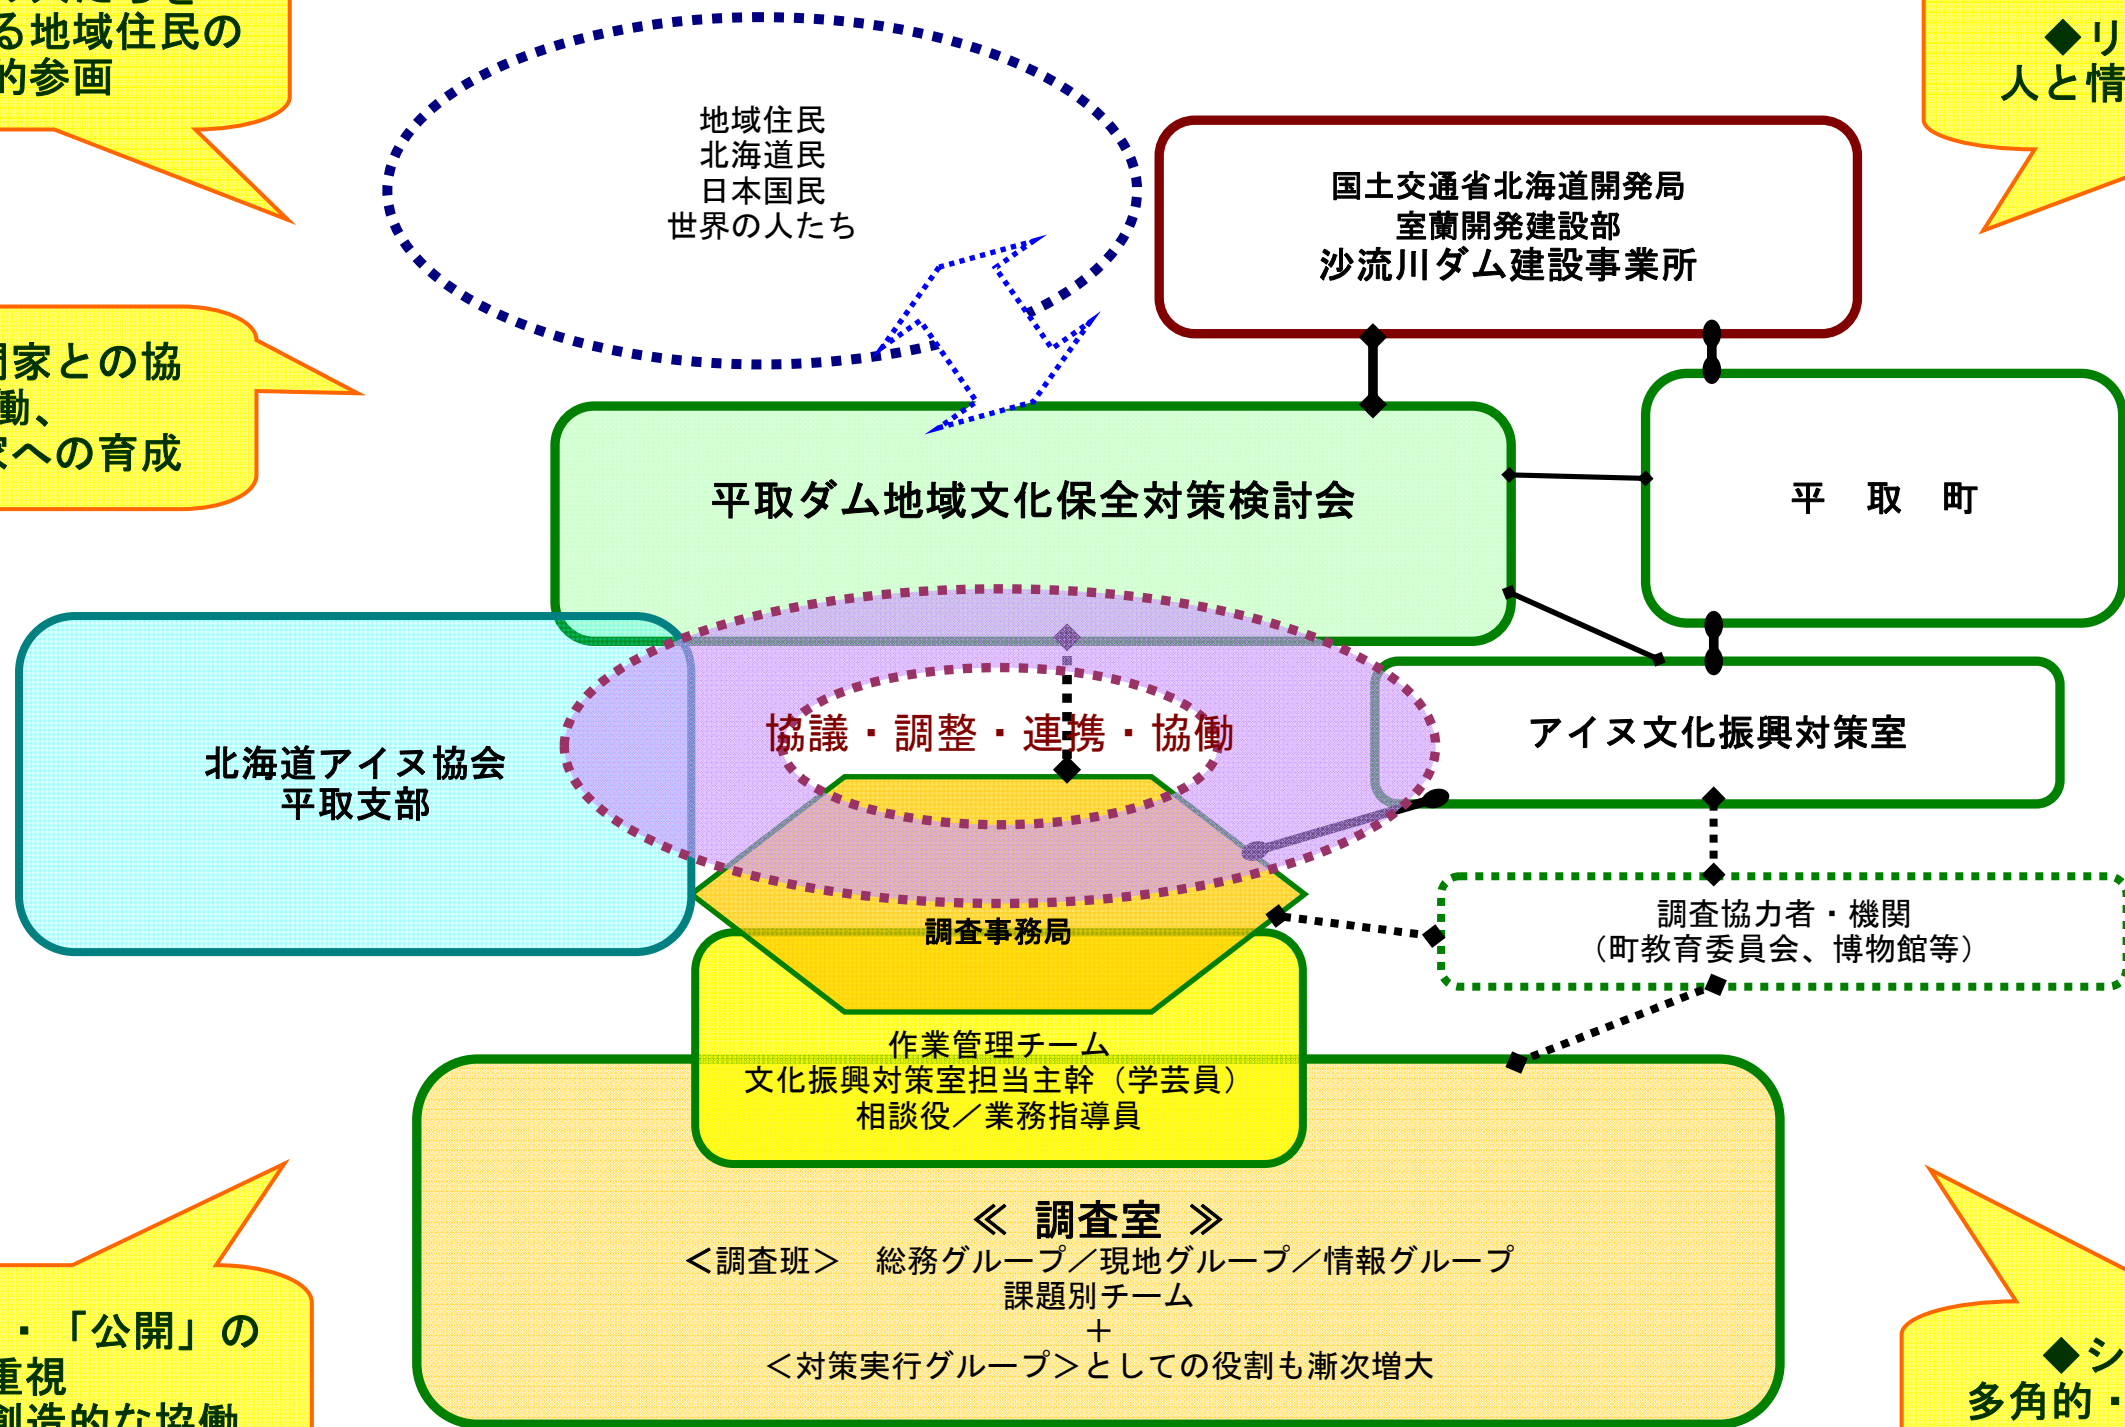 る地域住民の
的参画
◆リ
人と情
地域住民
北海道民
日本国民
世界の人たち
国土交通省北海道開発局
室蘭開発建設部
沙流川ダム建設事業所
家との協
働、
への育成
平取ダム地域文化保全対策検討会
平 取 町
北海道アイヌ協会
平取支部
協議・調整・連携・協働
アイヌ文化振興対策室
調査事務局
調査協力者・機関
（町教育委員会、博物館等）
作業管理チーム
文化振興対策室担当主幹（学芸員）
相談役／業務指導員
≪ 調査室 ≫
＜調査班＞ 総務グループ／現地グループ／情報グループ
課題別チーム
＋
＜対策実行グループ＞としての役割も漸次増大
・「公開」の
重視
創造的な協働
◆シ
多角的・